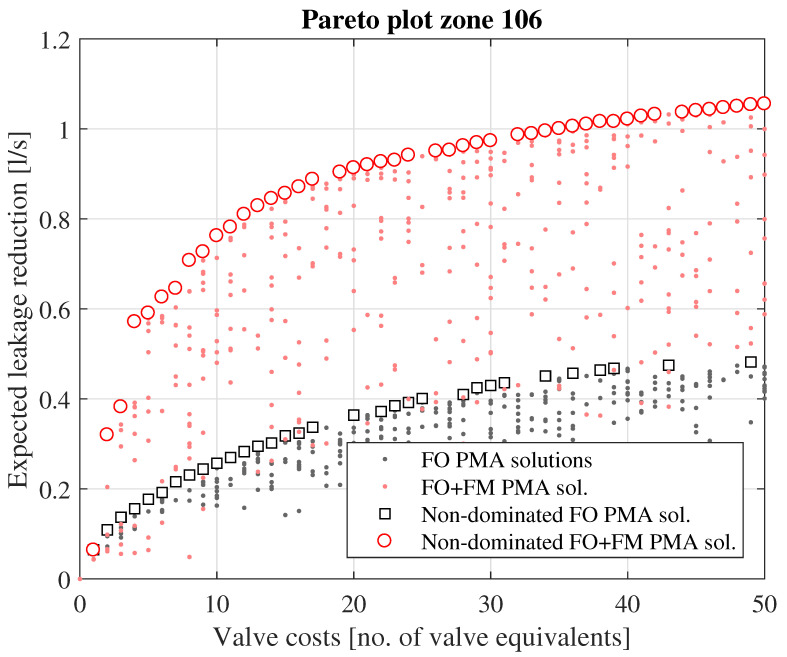 Pareto plot zone 106
Expected leakage reduction [l/s]
1.2
1
0.8
0.6
0.4
0.2
0
FO PMA solutions
FO+FM PMA sol.
Non-dominated FO PMA sol.
Non-dominated FO+FM PMA sol.
0 10 20 30 40 50
Valve costs [no. of valve equivalents]